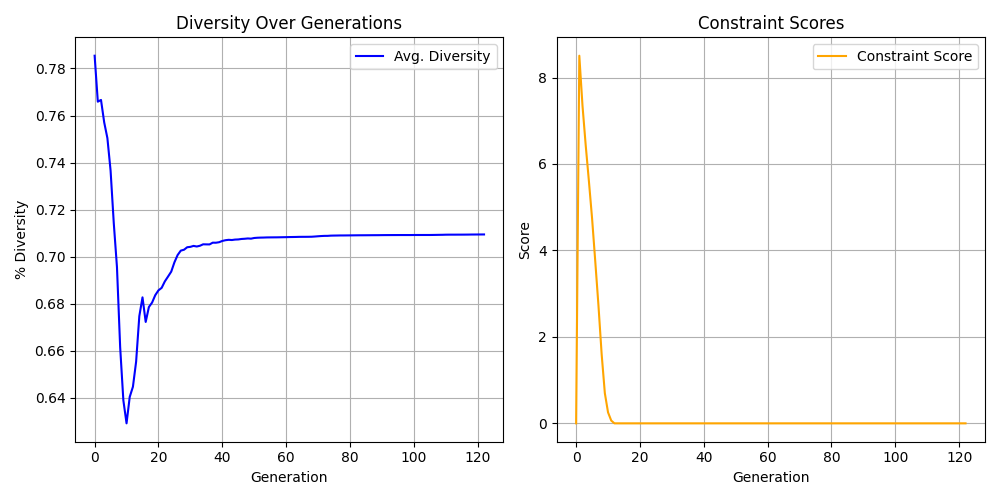 Diversity Over Generations
Avg. Diversity
% Diversity
0.78
0.76
0.74
0.72
0.70
0.68
0.66
0.64
0 20 40 60 80 100 120
Generation
Constraint Scores
Constraint Score
Score
8
6
4
2
0
0 20 40 60 80 100 120
Generation